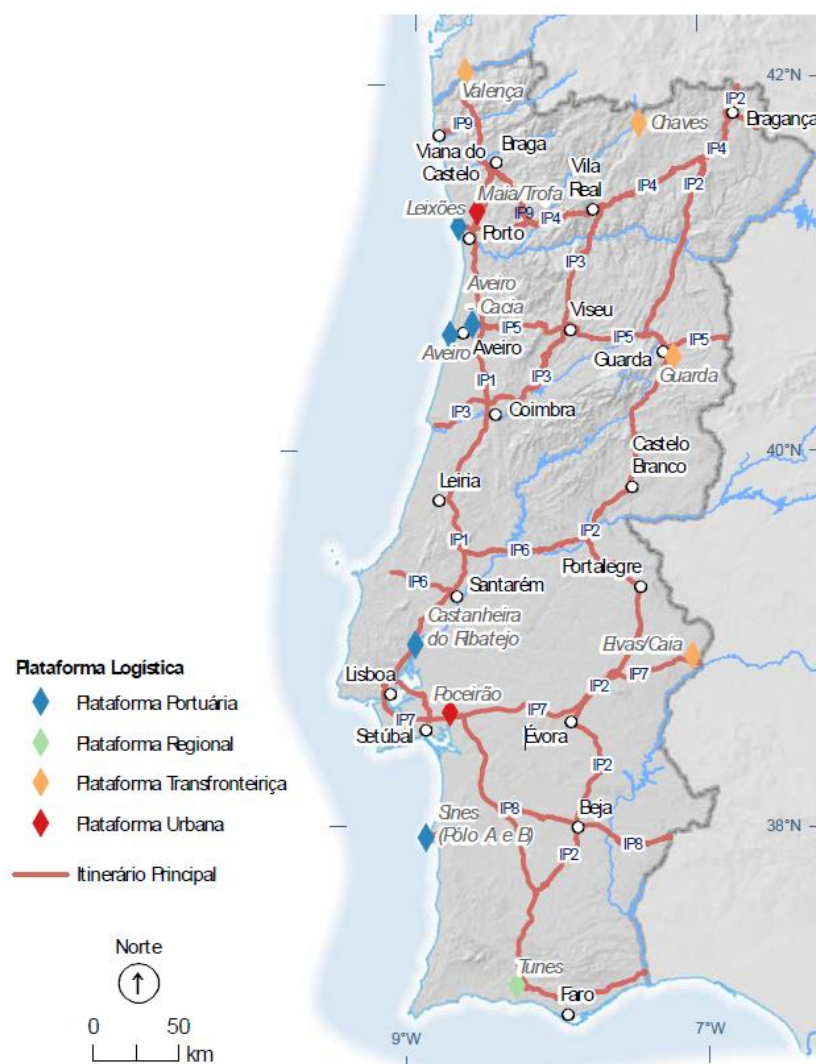 42°N
Valença
IP2
Bragança
Chaves
IP9
Viana do
Castelo
Braga
IP4
Vila
Real
IP4
IP2
Maia/Trofa
Leixões
IP9
IP4
Porto
IP3
Aveiro
Cacia
IP5
Viseu
IP5
IP5
Aveiro
Aveiro
Guarda
Guarda
IP1
IP3
IP3
Coimbra
40°N
Castelo
Branco
Leiria
IP1
IP6
IP2
Portalegre
IP6
Santarém
Castanheira
do Ribatejo
Elvas/Caia
Plataforma Logística
Lisboa
Plataforma Portuária
Poceirão
IP7
IP2
IP7
IP7
Setúbal
Évora
Plataforma Regional
IP2
Plataforma Transfronteiriça
Plataforma Urbana
Sines
(Pólo A e B)
IP8
Beja
38°N
IP8
IP2
Itinerário Principal
Norte
Tunes
Faro
0 50
km
9°W
7°W